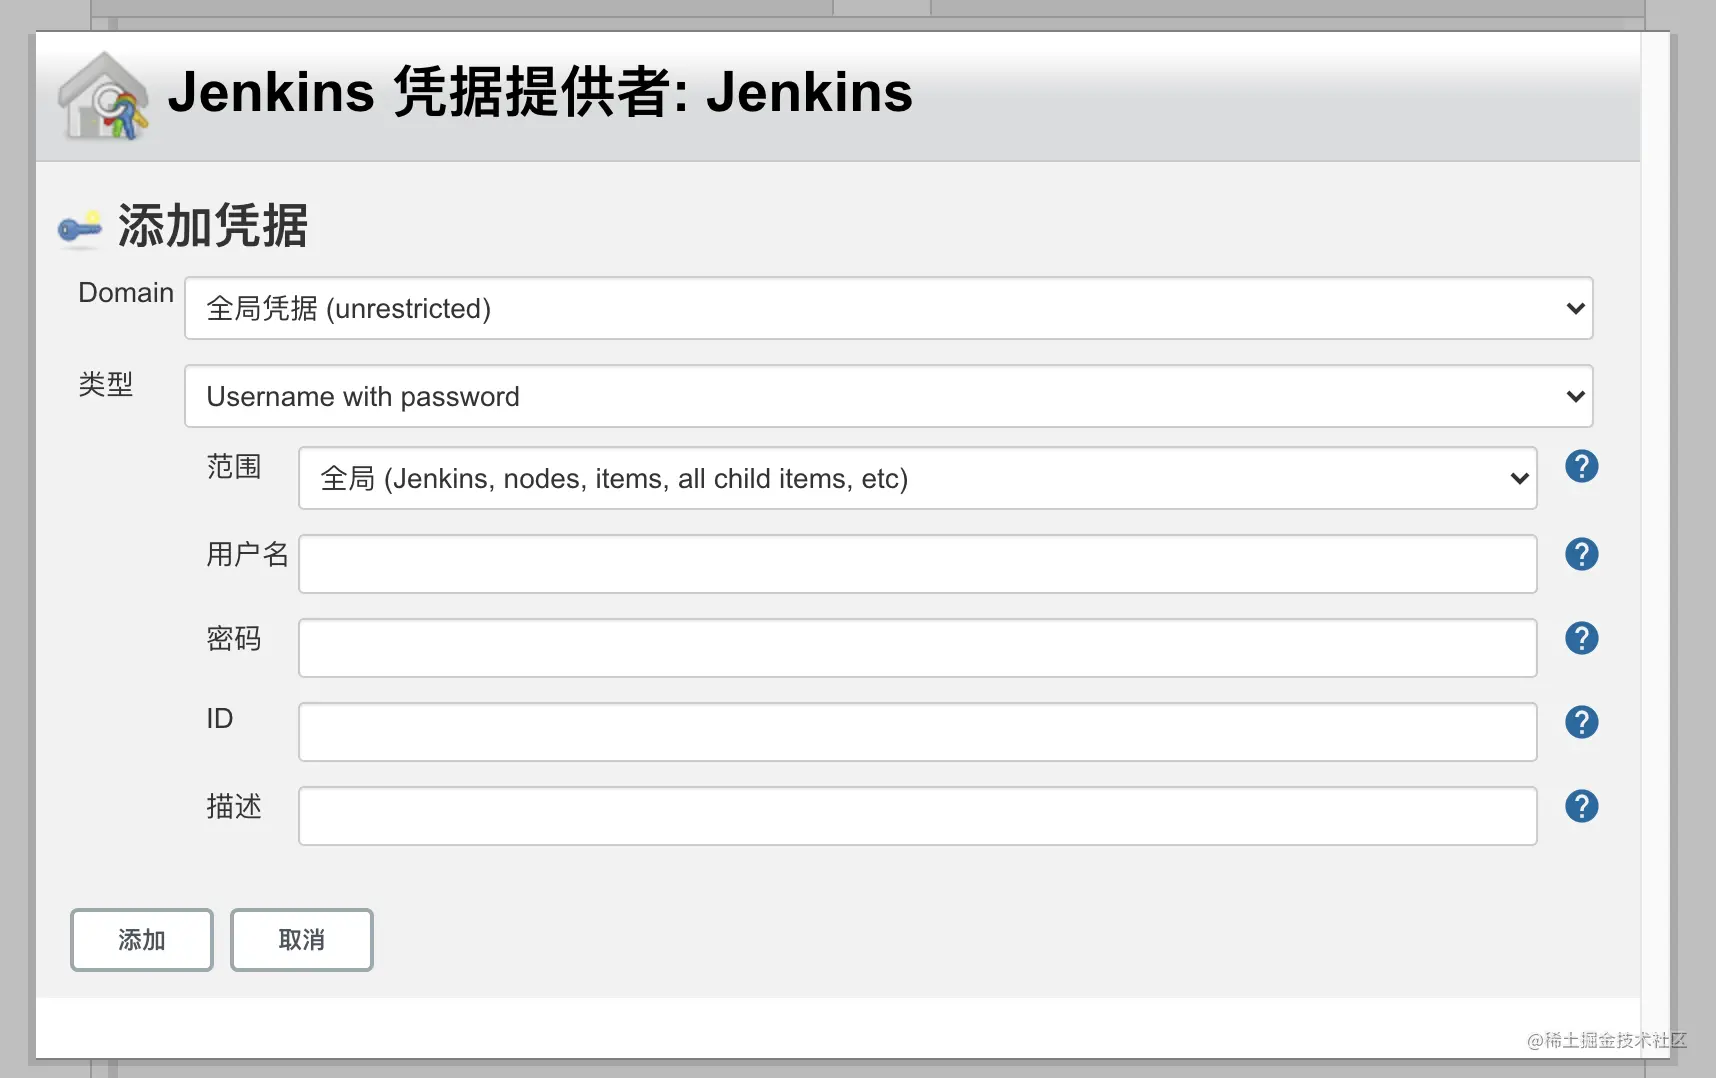 Jenkins 凭据提供者: Jenkins
添加凭据
Domain
全局凭据 (unrestricted)
类型
Username with password
范围
全局 (Jenkins, nodes, items, all child items, etc)
用户名
密码
ID
描述
添加
取消
@稀土掘金技术社区